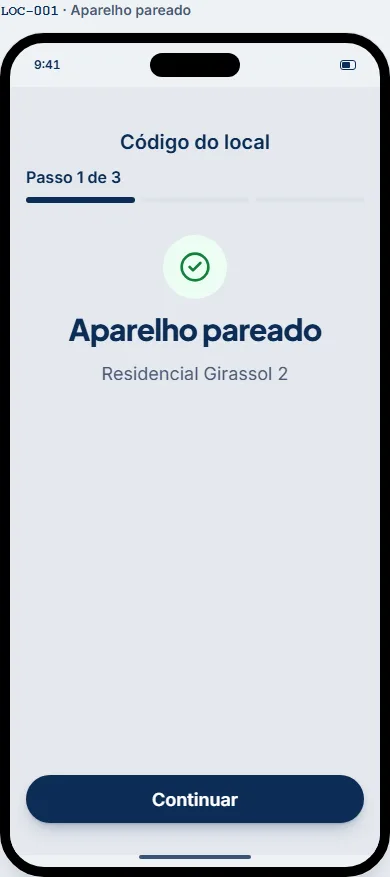 LOC-001 · Aparelho pareado
9:41
Código do local
Passo 1 de 3
Aparelho pareado
Residencial Girassol 2
Continuar